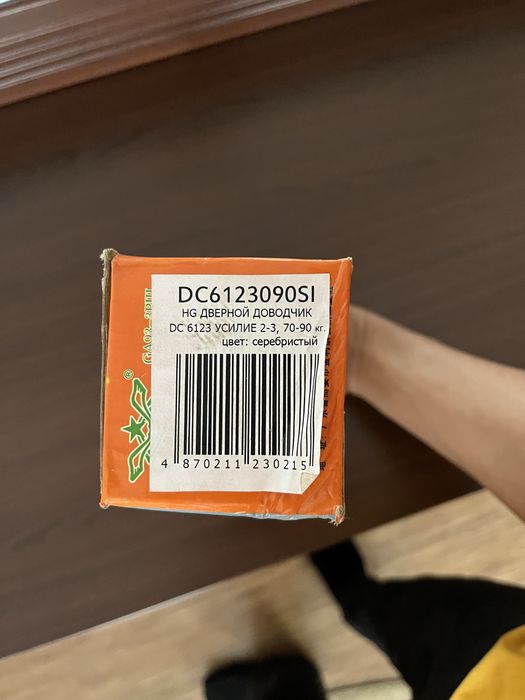 DC6123090SI
HG ДВЕРНОЙ ДОВОДЧИК
DC 6123 УСИЛИЕ 2-3, 70-90 кг.
цвет: серебристый
4 870211 230215
®